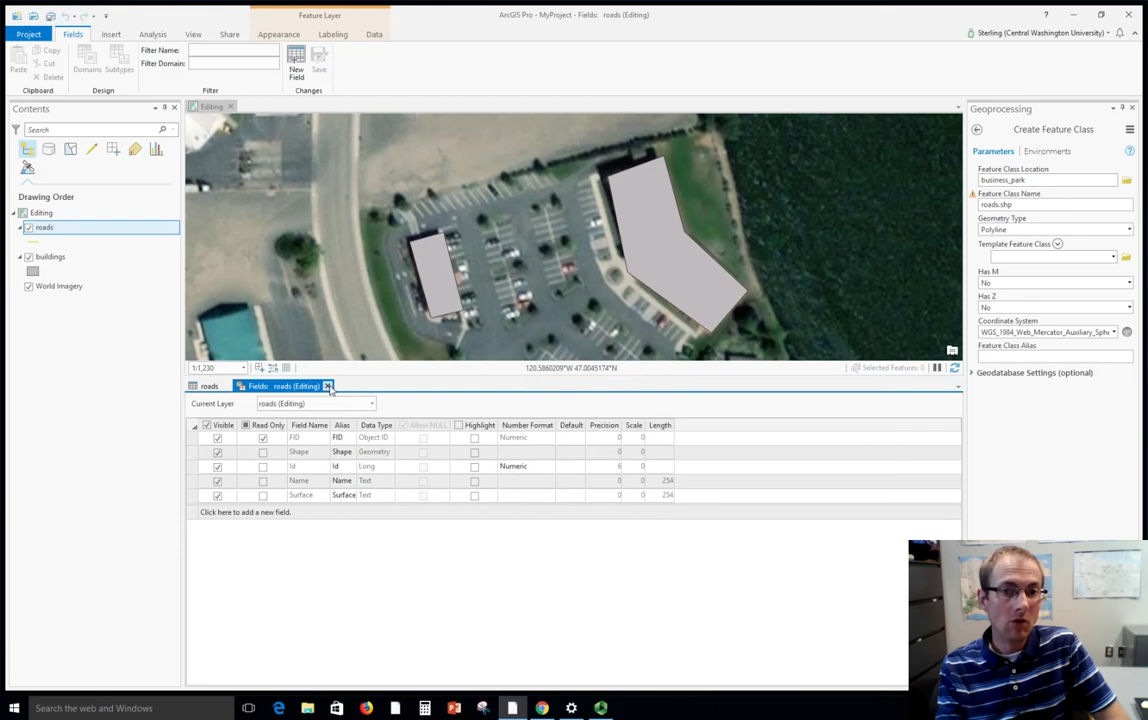 Feature Layer
ArcGIS Pro - MyProject - Fields: roads (Editing)
?
Project Fields Insert Analysis View Share Appearance Labeling Data
Sterling (Central Washington University)
Paste
Copy
Cut
Delete
Clipboard
Domains Subtypes
Design
Filter Name:
Filter Domain:
Filter
New Field Save
Changes
Contents
Search
Drawing Order
Editing
roads
buildings
World Imagery
Editing
1:1,230
120.5860209°W 47.0045174°N
Selected Features: 0
roads Fields: roads (Editing)
Current Layer roads (Editing)
Visible Read Only Field Name Alias Data Type Allow NULL Highlight Number Format Default Precision Scale Length
FID FID Object ID Numeric 0 0
Shape Shape Geometry 0 0
Id Id Long Numeric 6 0
Name Name Text 0 0 254
Surface Surface Text 0 0 254
Click here to add a new field.
Geoprocessing
Create Feature Class
Parameters Environments
Feature Class Location
business_park
Feature Class Name
roads.shp
Geometry Type
Polyline
Template Feature Class
Has M
No
Has Z
No
Coordinate System
WGS_1984_Web_Mercator_Auxiliary_Sph
Feature Class Alias
Geodatabase Settings (optional)
Search the web and Windows